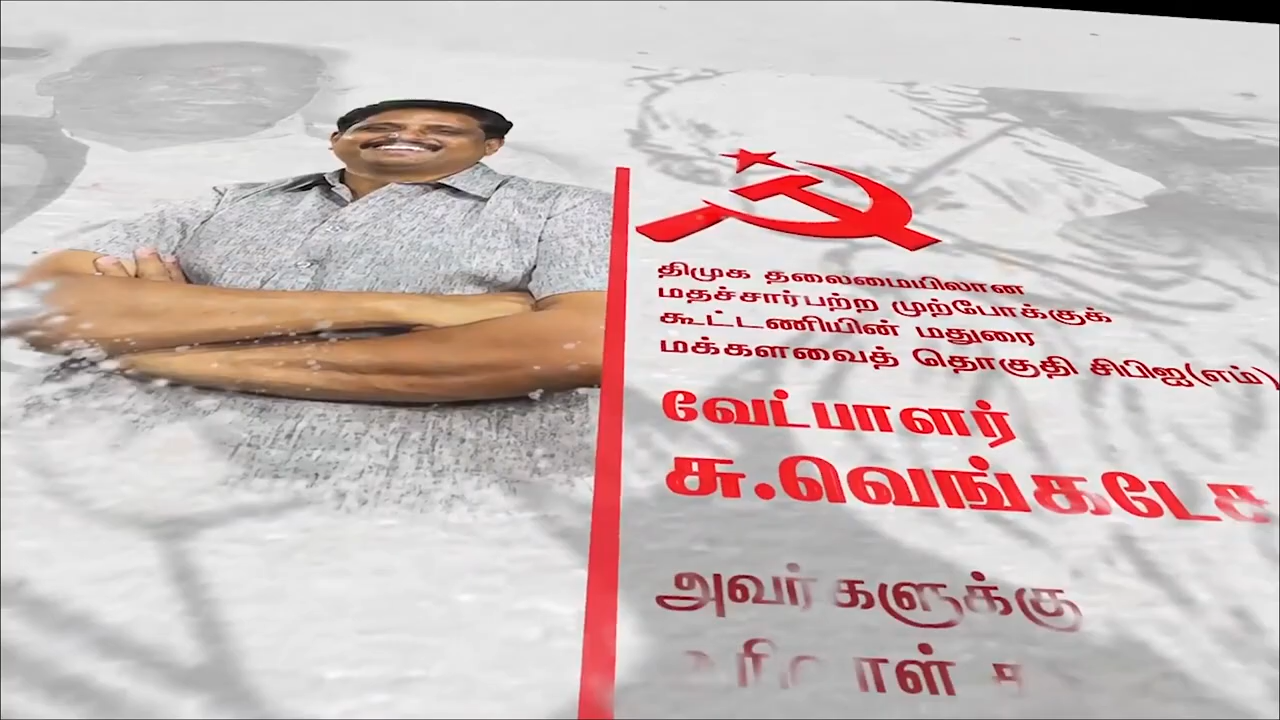 திமுக தலைமையிலான
மதச்சார்பற்ற முற்போக்குக்
கூட்டணியின் மதுரை
மக்களவைத் தொகுதி சிபிஐ(எம்)
வேட்பாளர்
சு.வெங்கடேச
அவர்களுக்கு